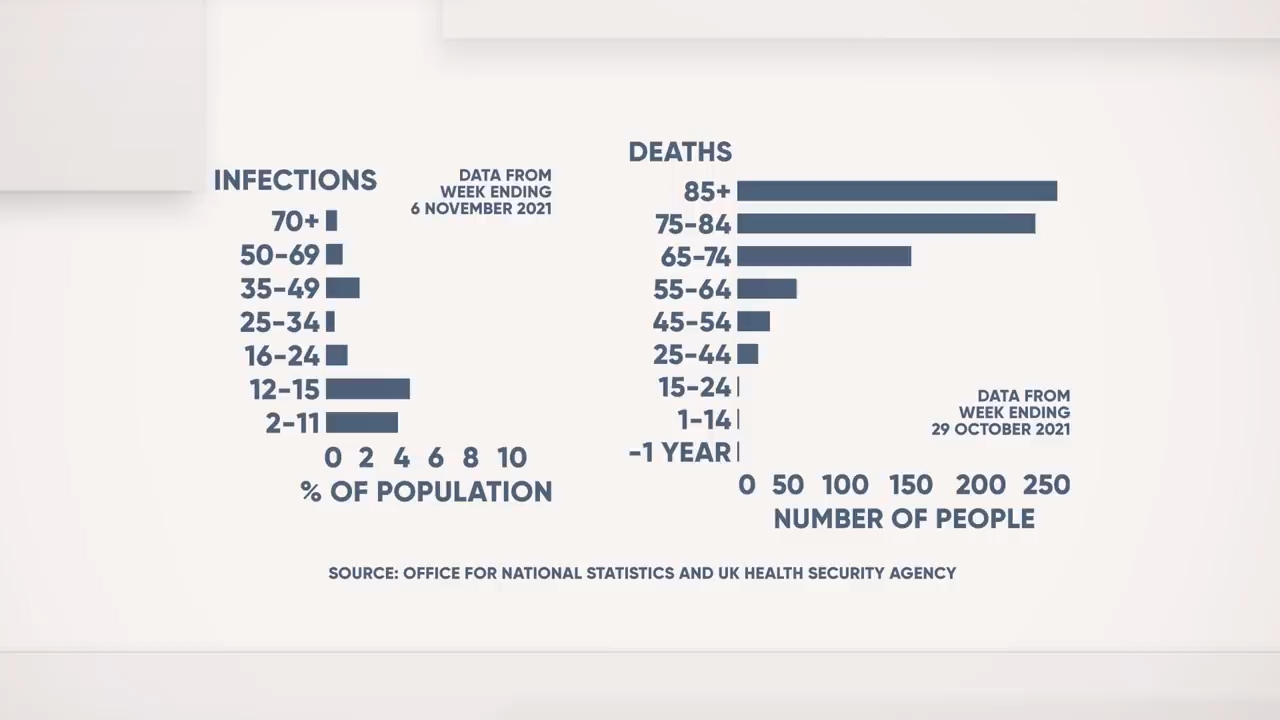 INFECTIONS
DATA FROM
WEEK ENDING
6 NOVEMBER 2021
70+
50-69
35-49
25-34
16-24
12-15
2-11
0 2 4 6 8 10
% OF POPULATION
DEATHS
85+
75-84
65-74
55-64
45-54
25-44
15-24
1-14
-1 YEAR
DATA FROM
WEEK ENDING
29 OCTOBER 2021
0 50 100 150 200 250
NUMBER OF PEOPLE
SOURCE: OFFICE FOR NATIONAL STATISTICS AND UK HEALTH SECURITY AGENCY